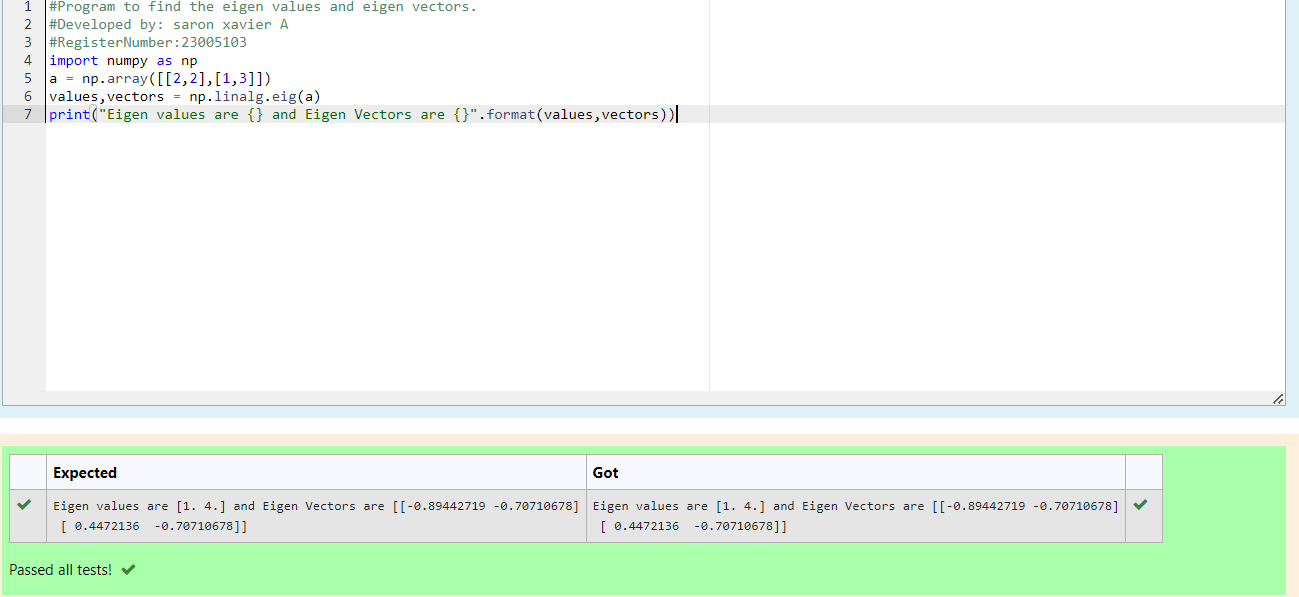 1 #Program to find the eigen values and eigen vectors.
2 #Developed by: saron xavier A
3 #RegisterNumber:23005103
4 import numpy as np
5 a = np.array([[2,2],[1,3]])
6 values,vectors = np.linalg.eig(a)
7 print("Eigen values are {} and Eigen Vectors are {}".format(values,vectors))
Expected Got
Eigen values are [1. 4.] and Eigen Vectors are [[-0.89442719 -0.70710678] Eigen values are [1. 4.] and Eigen Vectors are [[-0.89442719 -0.70710678]
[ 0.4472136  -0.70710678]] [ 0.4472136  -0.70710678]]
Passed all tests!